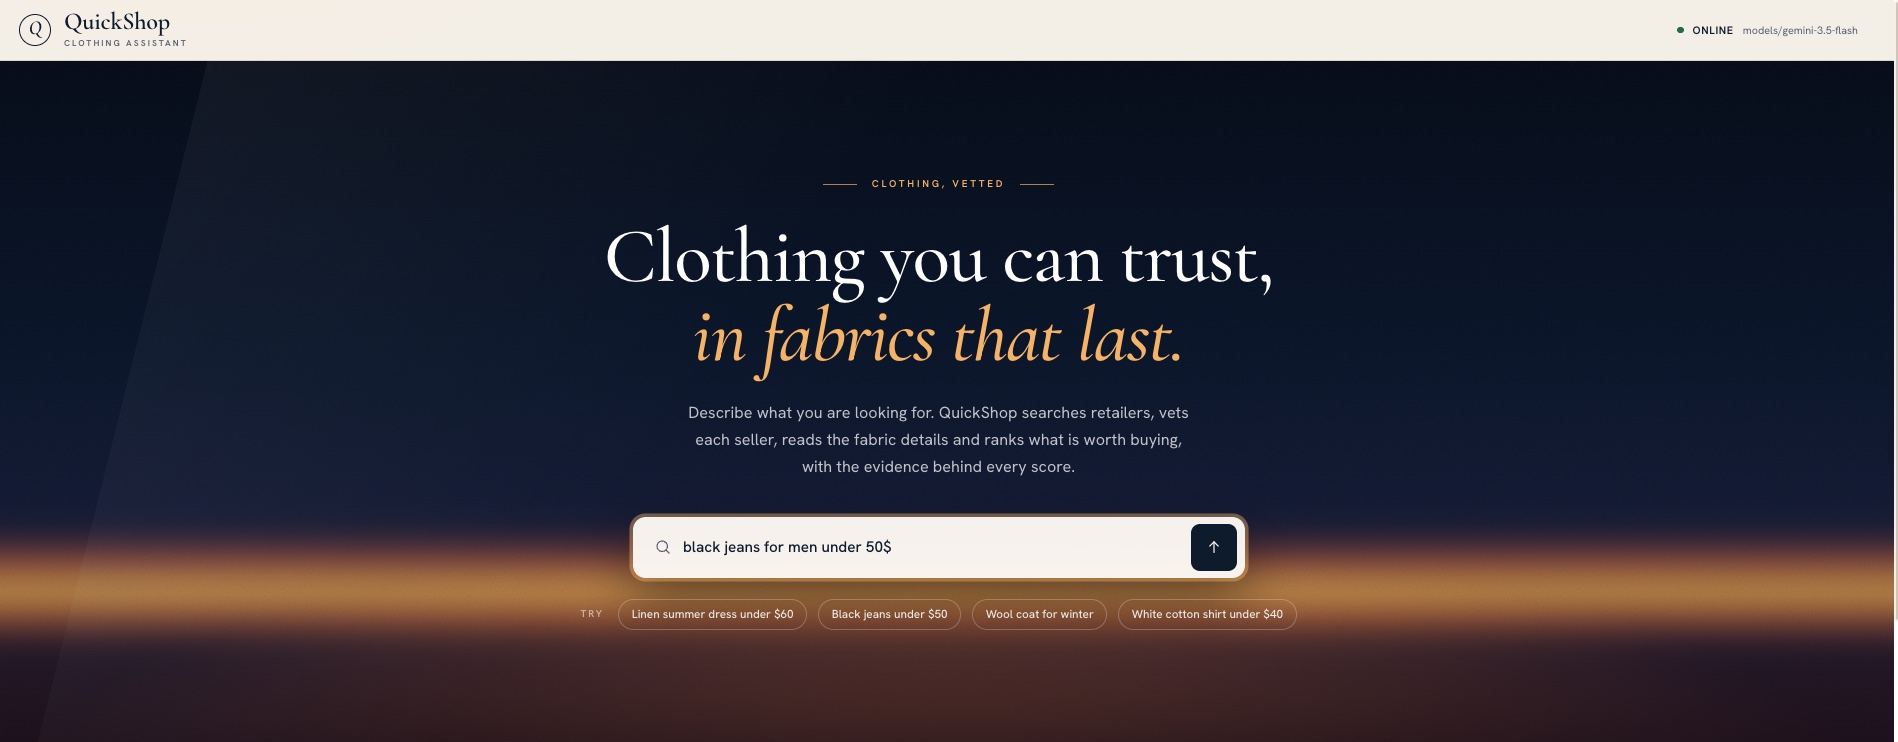 Q
QuickShop
CLOTHING ASSISTANT
ONLINE models/gemini-3.5-flash
CLOTHING, VETTED
Clothing you can trust,
in fabrics that last.
Describe what you are looking for. QuickShop searches retailers, vets
each seller, reads the fabric details and ranks what is worth buying,
with the evidence behind every score.
black jeans for men under 50$
TRY
Linen summer dress under $60
Black jeans under $50
Wool coat for winter
White cotton shirt under $40